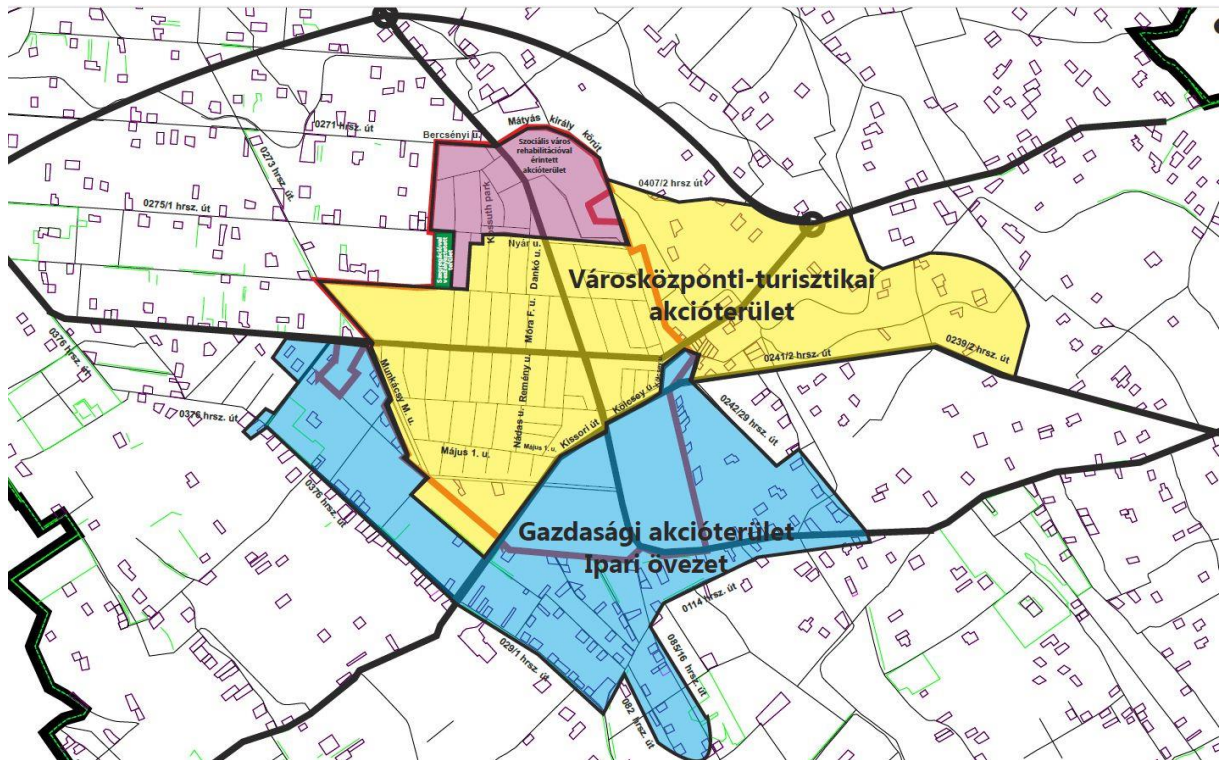 Mátyás király körút
0271 hrsz. út
Bercsényi u.
Szociális város
rehabilitációval
érintett
akcióterület
0273 hrsz. út.
0407/2 hrsz út
0275/1 hrsz. út
Kossuth park
Nyár u.
Szegregációval
veszélyeztetett
terület
Dankó u.
Városközponti-turisztikai
akcióterület
Móra F. u.
0376 hrsz. út
0239/2 hrsz. út
0241/2 hrsz. út
Munkácsy M. u.
Remény u.
Kölcsey u.
0376 hrsz. út
0242/29 hrsz. út
Nádas u.
Kissori út
Május 1. u.
Május 1. u.
0376 hrsz. út
Gazdasági akcióterület
Ipari övezet
0114 hrsz. út
029/1 hrsz. út
085/16 hrsz. út
082 hrsz. út